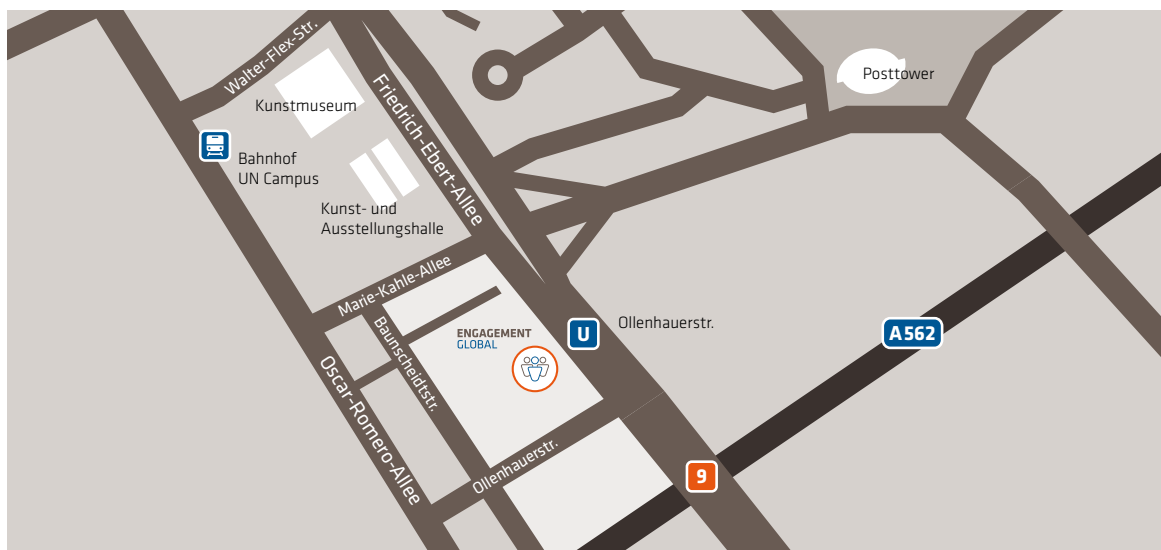 Walter-Flex-Str.
Posttower
Kunstmuseum
Friedrich-Ebert-Allee
Bahnhof
UN Campus
Kunst- und
Ausstellungshalle
Marie-Kahle-Allee
Baunscheidtstr.
ENGAGEMENT
GLOBAL
U
Ollenhauerstr.
A 562
Oscar-Romero-Allee
Ollenhauerstr.
9